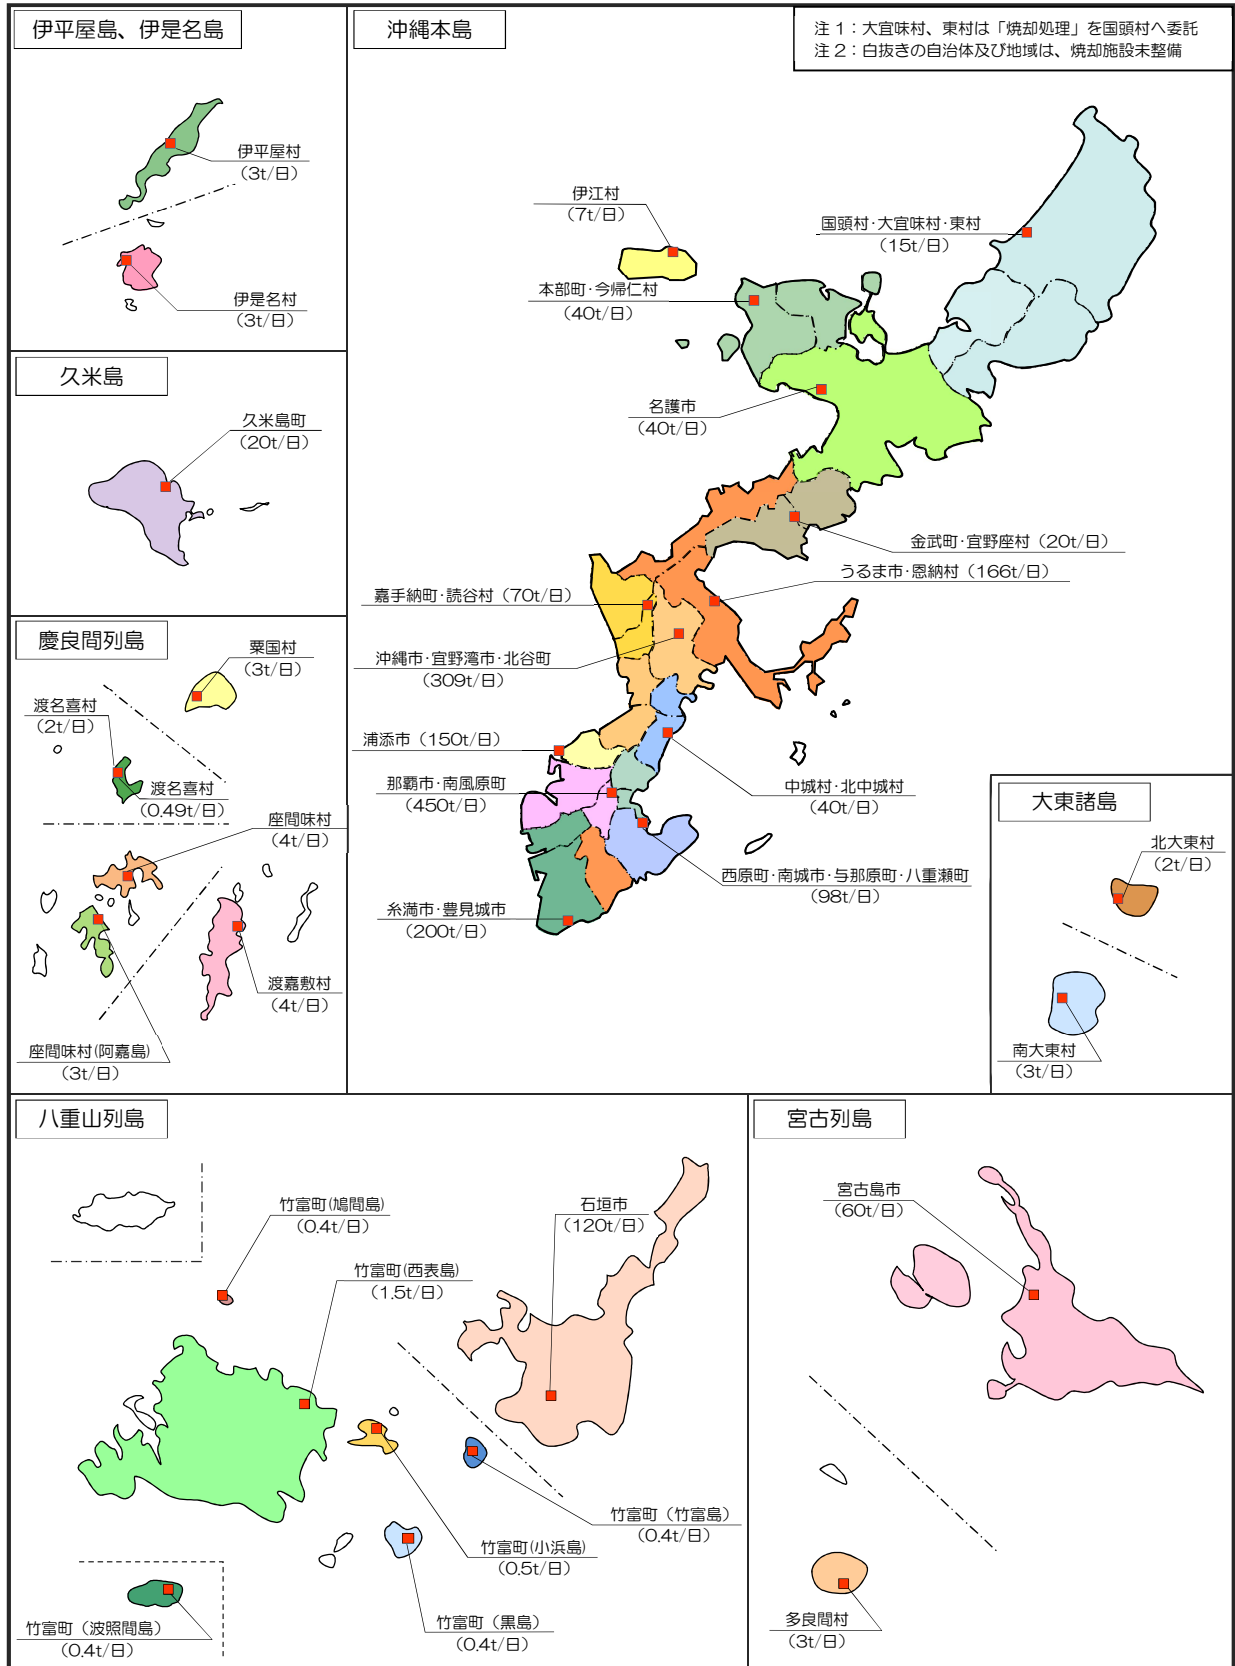 伊平屋島、伊是名島
伊平屋村
(3t/日)
伊是名村
(3t/日)
久米島
久米島町
(20t/日)
慶良間列島
粟国村
(3t/日)
渡名喜村
(2t/日)
渡名喜村
(0.49t/日)
座間味村
(4t/日)
渡嘉敷村
(4t/日)
座間味村(阿嘉島)
(3t/日)
沖縄本島
注1：大宜味村、東村は「焼却処理」を国頭村へ委託
注2：白抜きの自治体及び地域は、焼却施設未整備
伊江村
(7t/日)
国頭村・大宜味村・東村
(15t/日)
本部町・今帰仁村
(40t/日)
名護市
(40t/日)
金武町・宜野座村（20t/日）
うるま市・恩納村（166t/日）
嘉手納町・読谷村（70t/日）
沖縄市・宜野湾市・北谷町
(309t/日)
浦添市（150t/日）
那覇市・南風原町
(450t/日)
中城村・北中城村
(40t/日)
西原町・南城市・与那原町・八重瀬町
(98t/日)
糸満市・豊見城市
(200t/日)
大東諸島
北大東村
(2t/日)
南大東村
(3t/日)
八重山列島
竹富町(鳩間島)
(0.4t/日)
竹富町(西表島)
(1.5t/日)
石垣市
(120t/日)
竹富町（竹富島）
(0.4t/日)
竹富町(小浜島)
(0.5t/日)
竹富町（黒島）
(0.4t/日)
竹富町（波照間島）
(0.4t/日)
宮古列島
宮古島市
(60t/日)
多良間村
(3t/日)